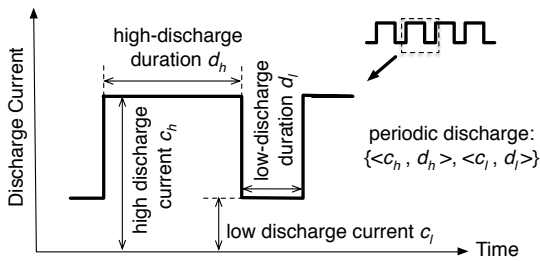 high-discharge
duration d_h
Discharge Current
high discharge
current c_h
low-discharge
duration d_l
periodic discharge:
{<c_h , d_h>, <c_l , d_l>}
low discharge current c_l
Time